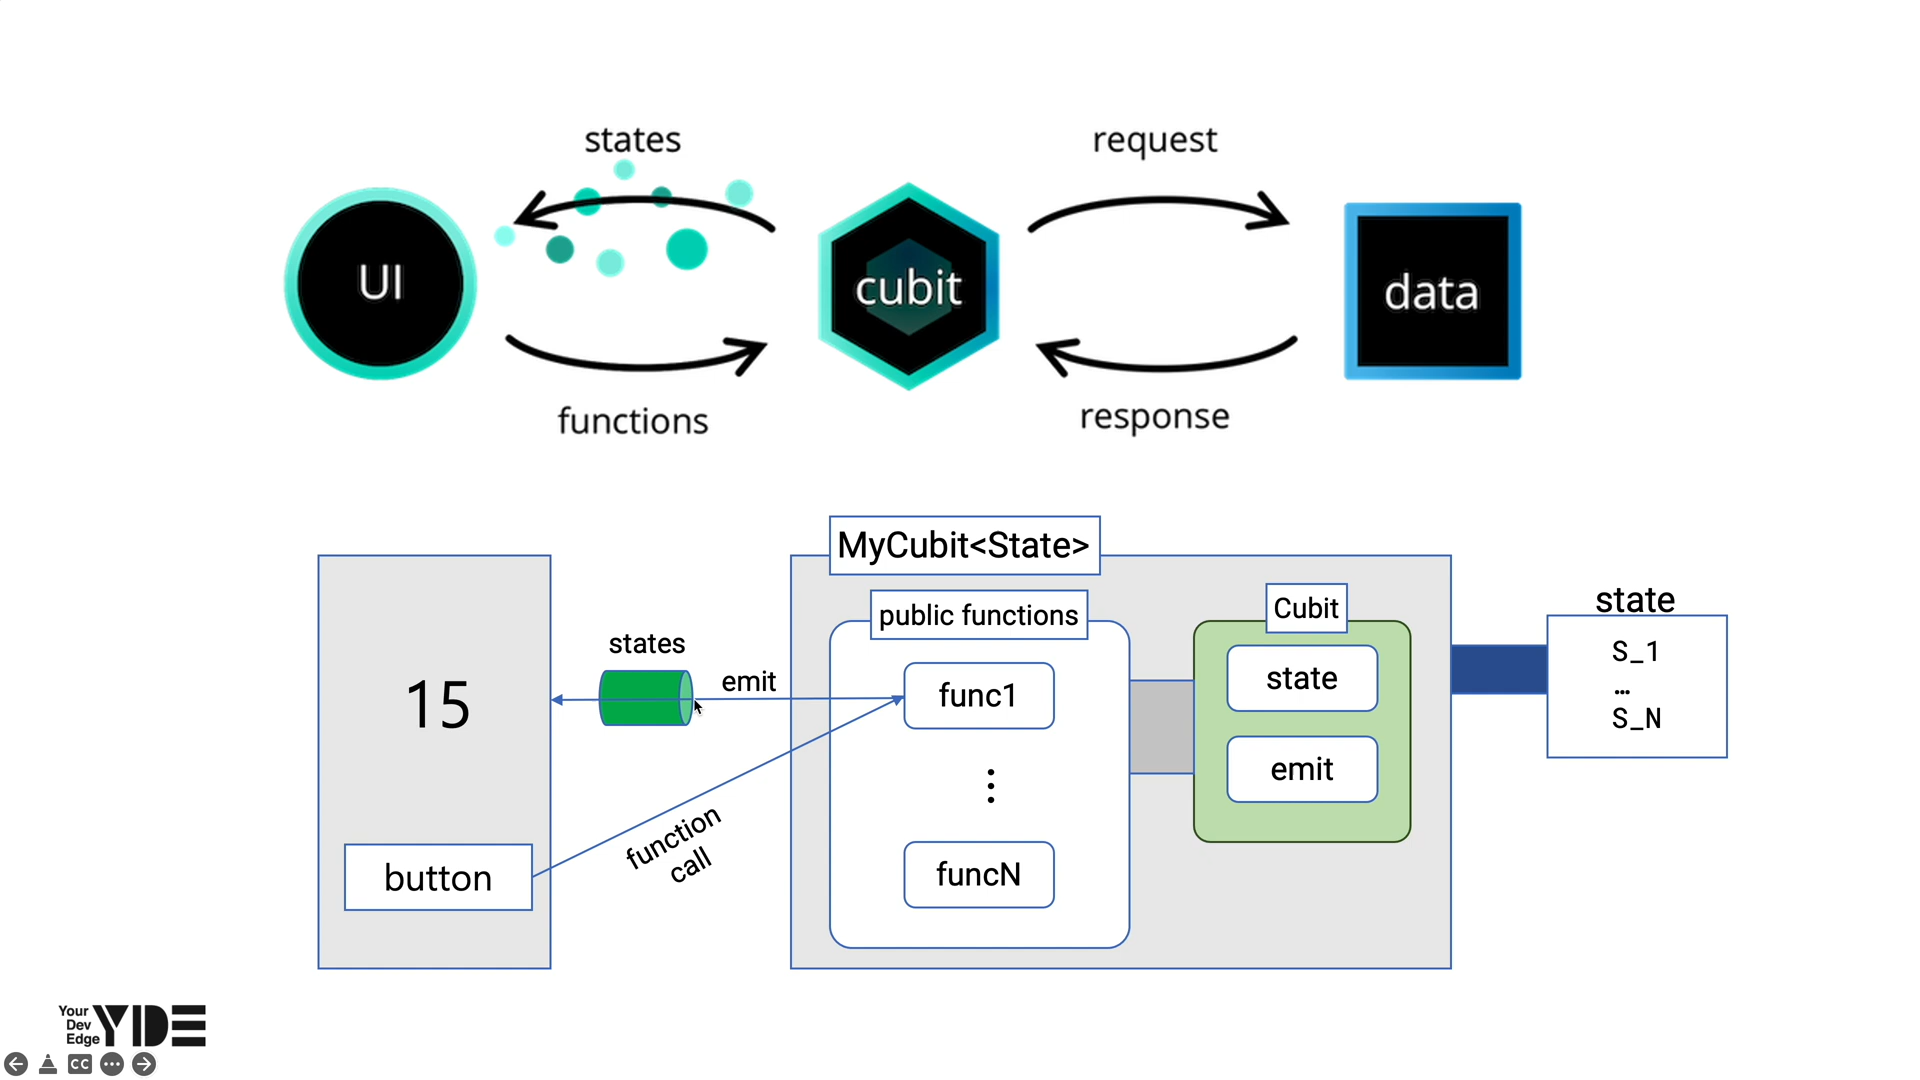 states
request
UI
cubit
data
functions
response
MyCubit<State>
public functions
Cubit
state
states
emit
func1
state
S_1
...
S_N
15
emit
function
call
button
funcN
Your
Dev
Edge
YDE
CC